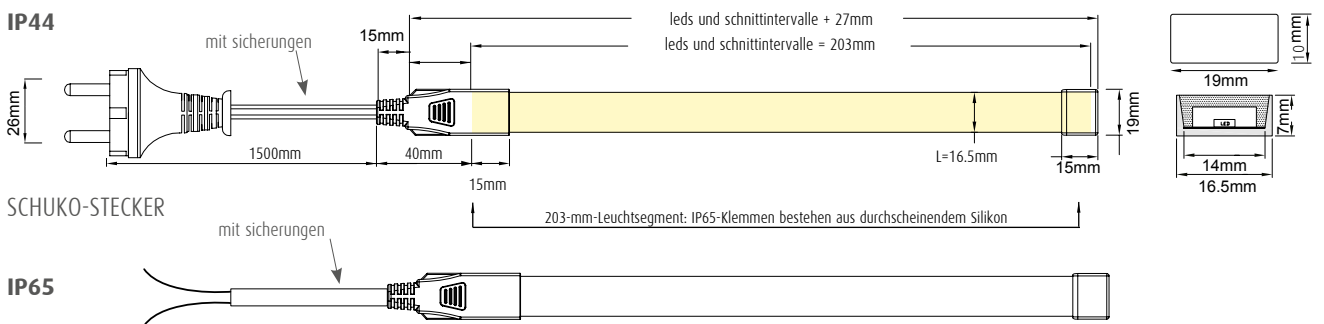 IP44
leds und schnittintervalle + 27mm
15mm
mit sicherungen
leds und schnittintervalle = 203mm
10mm
19mm
26mm
19mm
LED
7mm
1500mm
40mm
L=16.5mm
15mm
14mm
15mm
16.5mm
SCHUKO-STECKER
203-mm-Leuchtsegment: IP65-Klemmen bestehen aus durchscheinendem Silikon
mit sicherungen
IP65